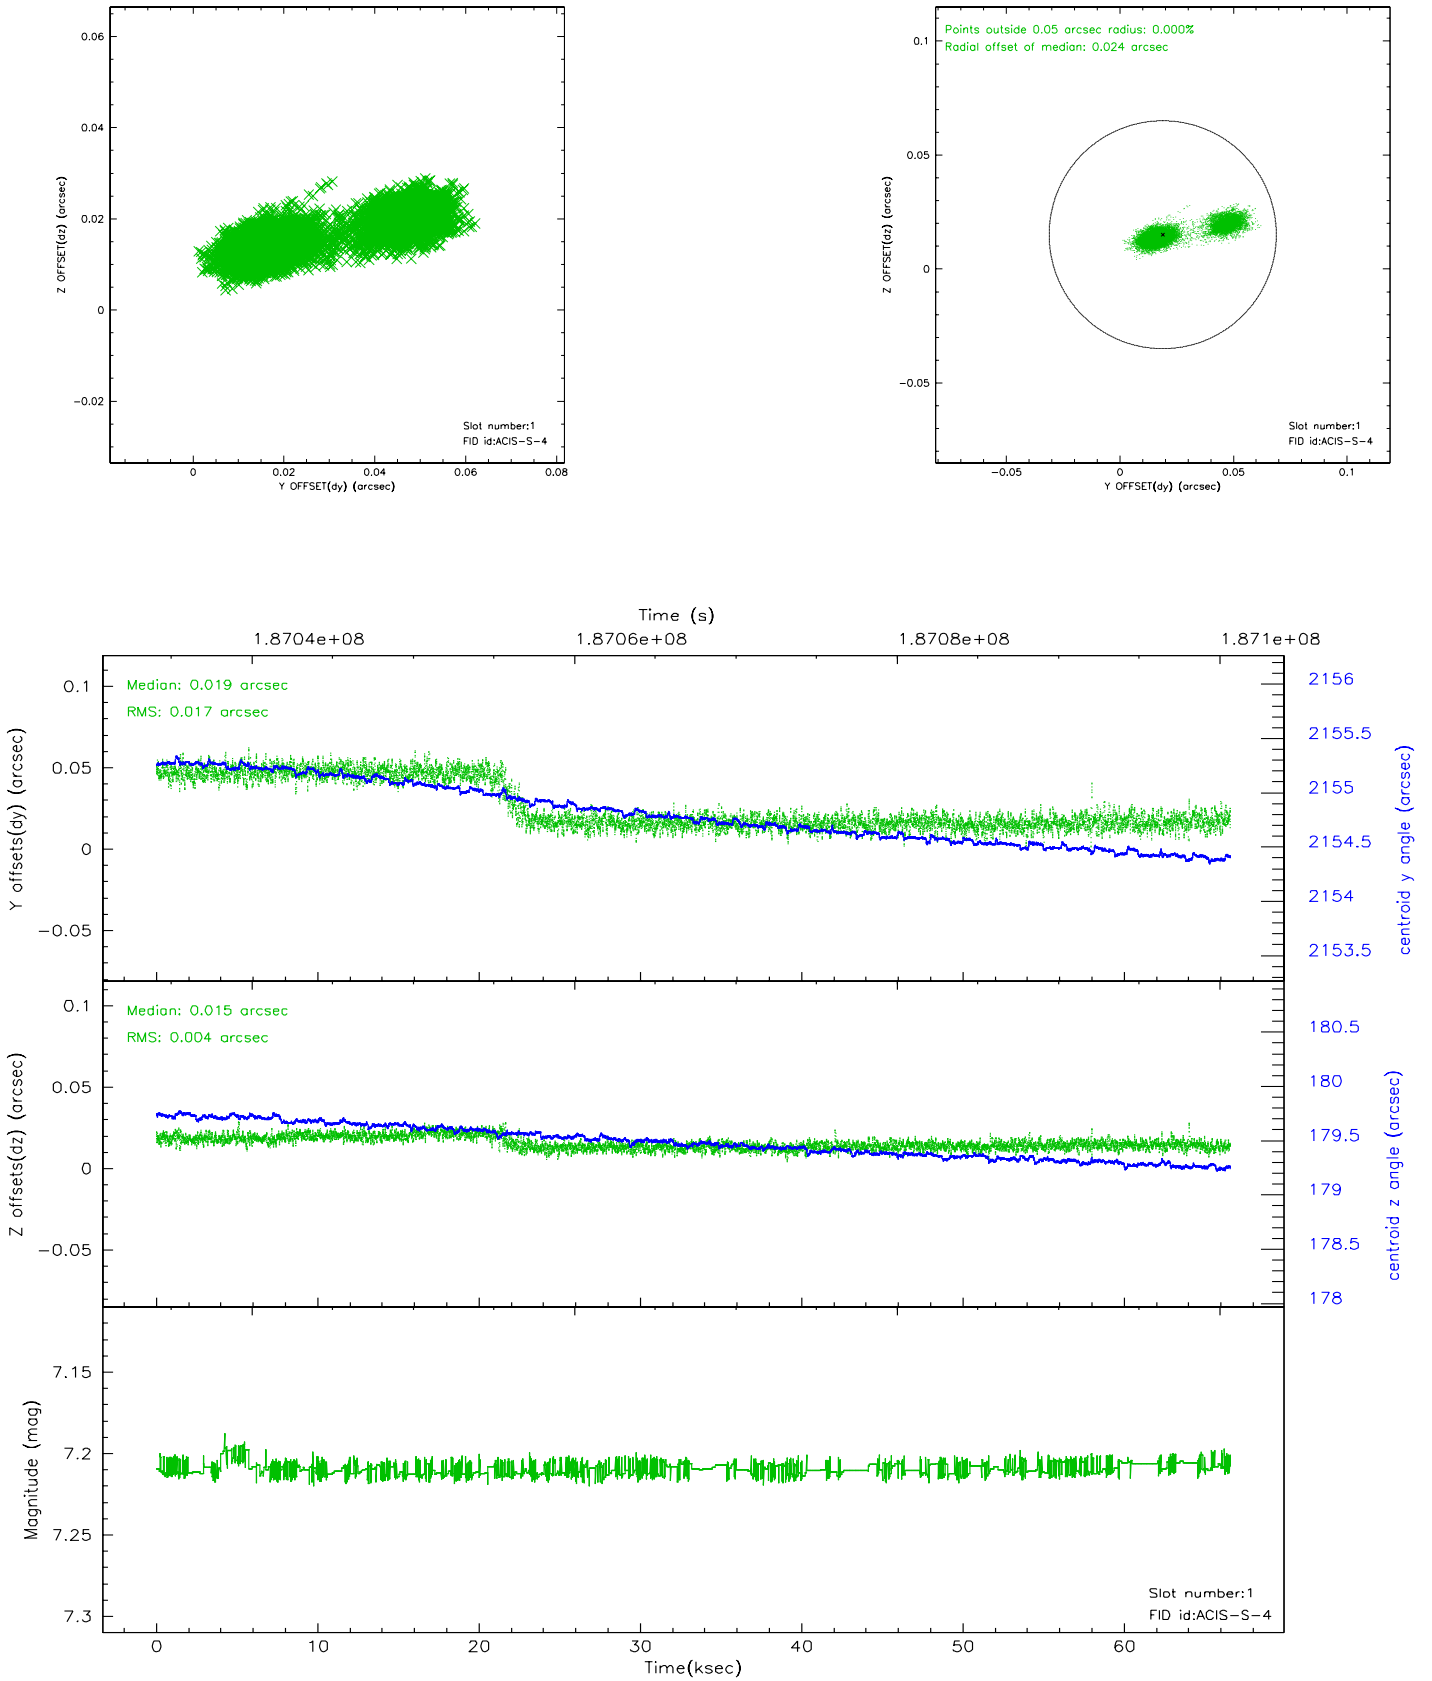 0.06
0.04
0.02
0
−0.02
Z OFFSET(dz) (arcsec)
Slot number:1
FID id:ACIS−S−4
0
0.02
0.04
0.06
0.08
Y OFFSET(dy) (arcsec)
Points outside 0.05 arcsec radius: 0.000%
Radial offset of median: 0.024 arcsec
0.1
0.05
0
−0.05
Z OFFSET(dz) (arcsec)
Slot number:1
FID id:ACIS−S−4
−0.05
0
0.05
0.1
Y OFFSET(dy) (arcsec)
Time (s)
1.8704e+08
1.8706e+08
1.8708e+08
1.871e+08
Median: 0.019 arcsec
RMS: 0.017 arcsec
0.1
0.05
0
−0.05
Y offsets(dy) (arcsec)
2156
2155.5
2155
2154.5
2154
2153.5
centroid y angle (arcsec)
Median: 0.015 arcsec
RMS: 0.004 arcsec
0.1
0.05
0
−0.05
Z offsets(dz) (arcsec)
180.5
180
179.5
179
178.5
178
centroid z angle (arcsec)
7.15
7.2
7.25
7.3
Magnitude (mag)
Slot number:1
FID id:ACIS−S−4
0
10
20
30
40
50
60
Time(ksec)